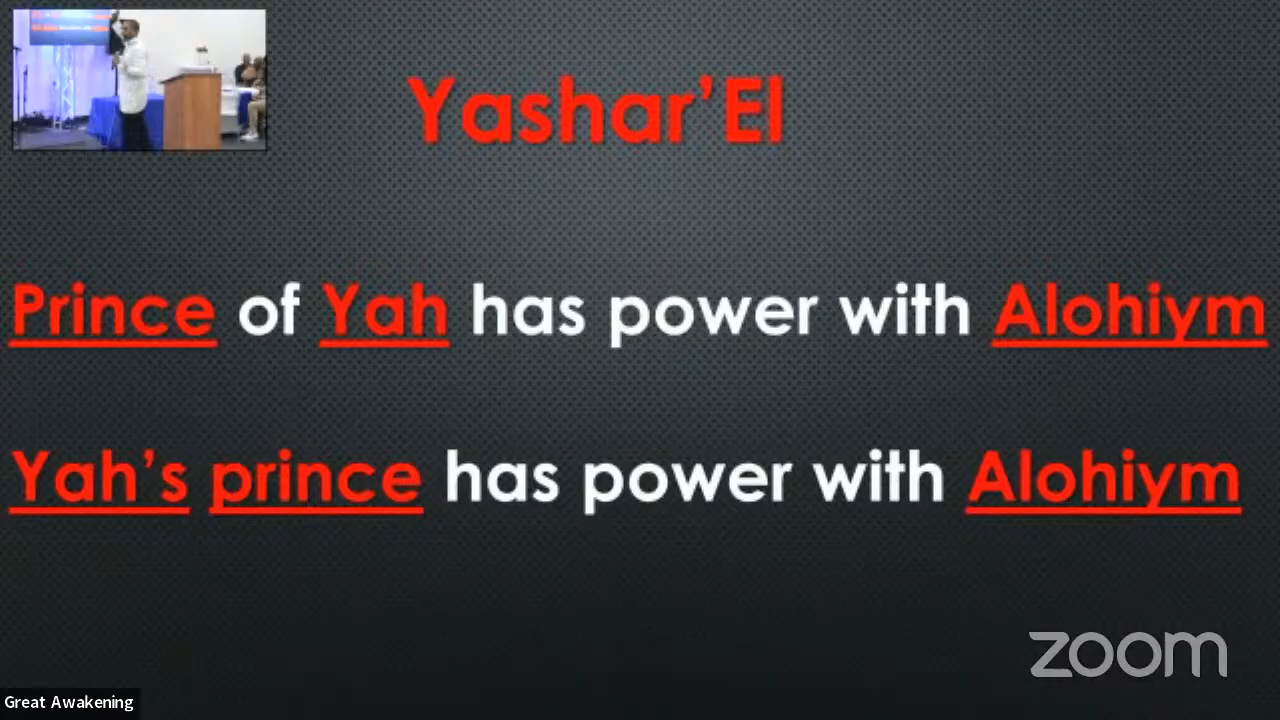 Yashar'El
Prince of Yah has power with Alohiym
Yah's prince has power with Alohiym
zoom
Great Awakening